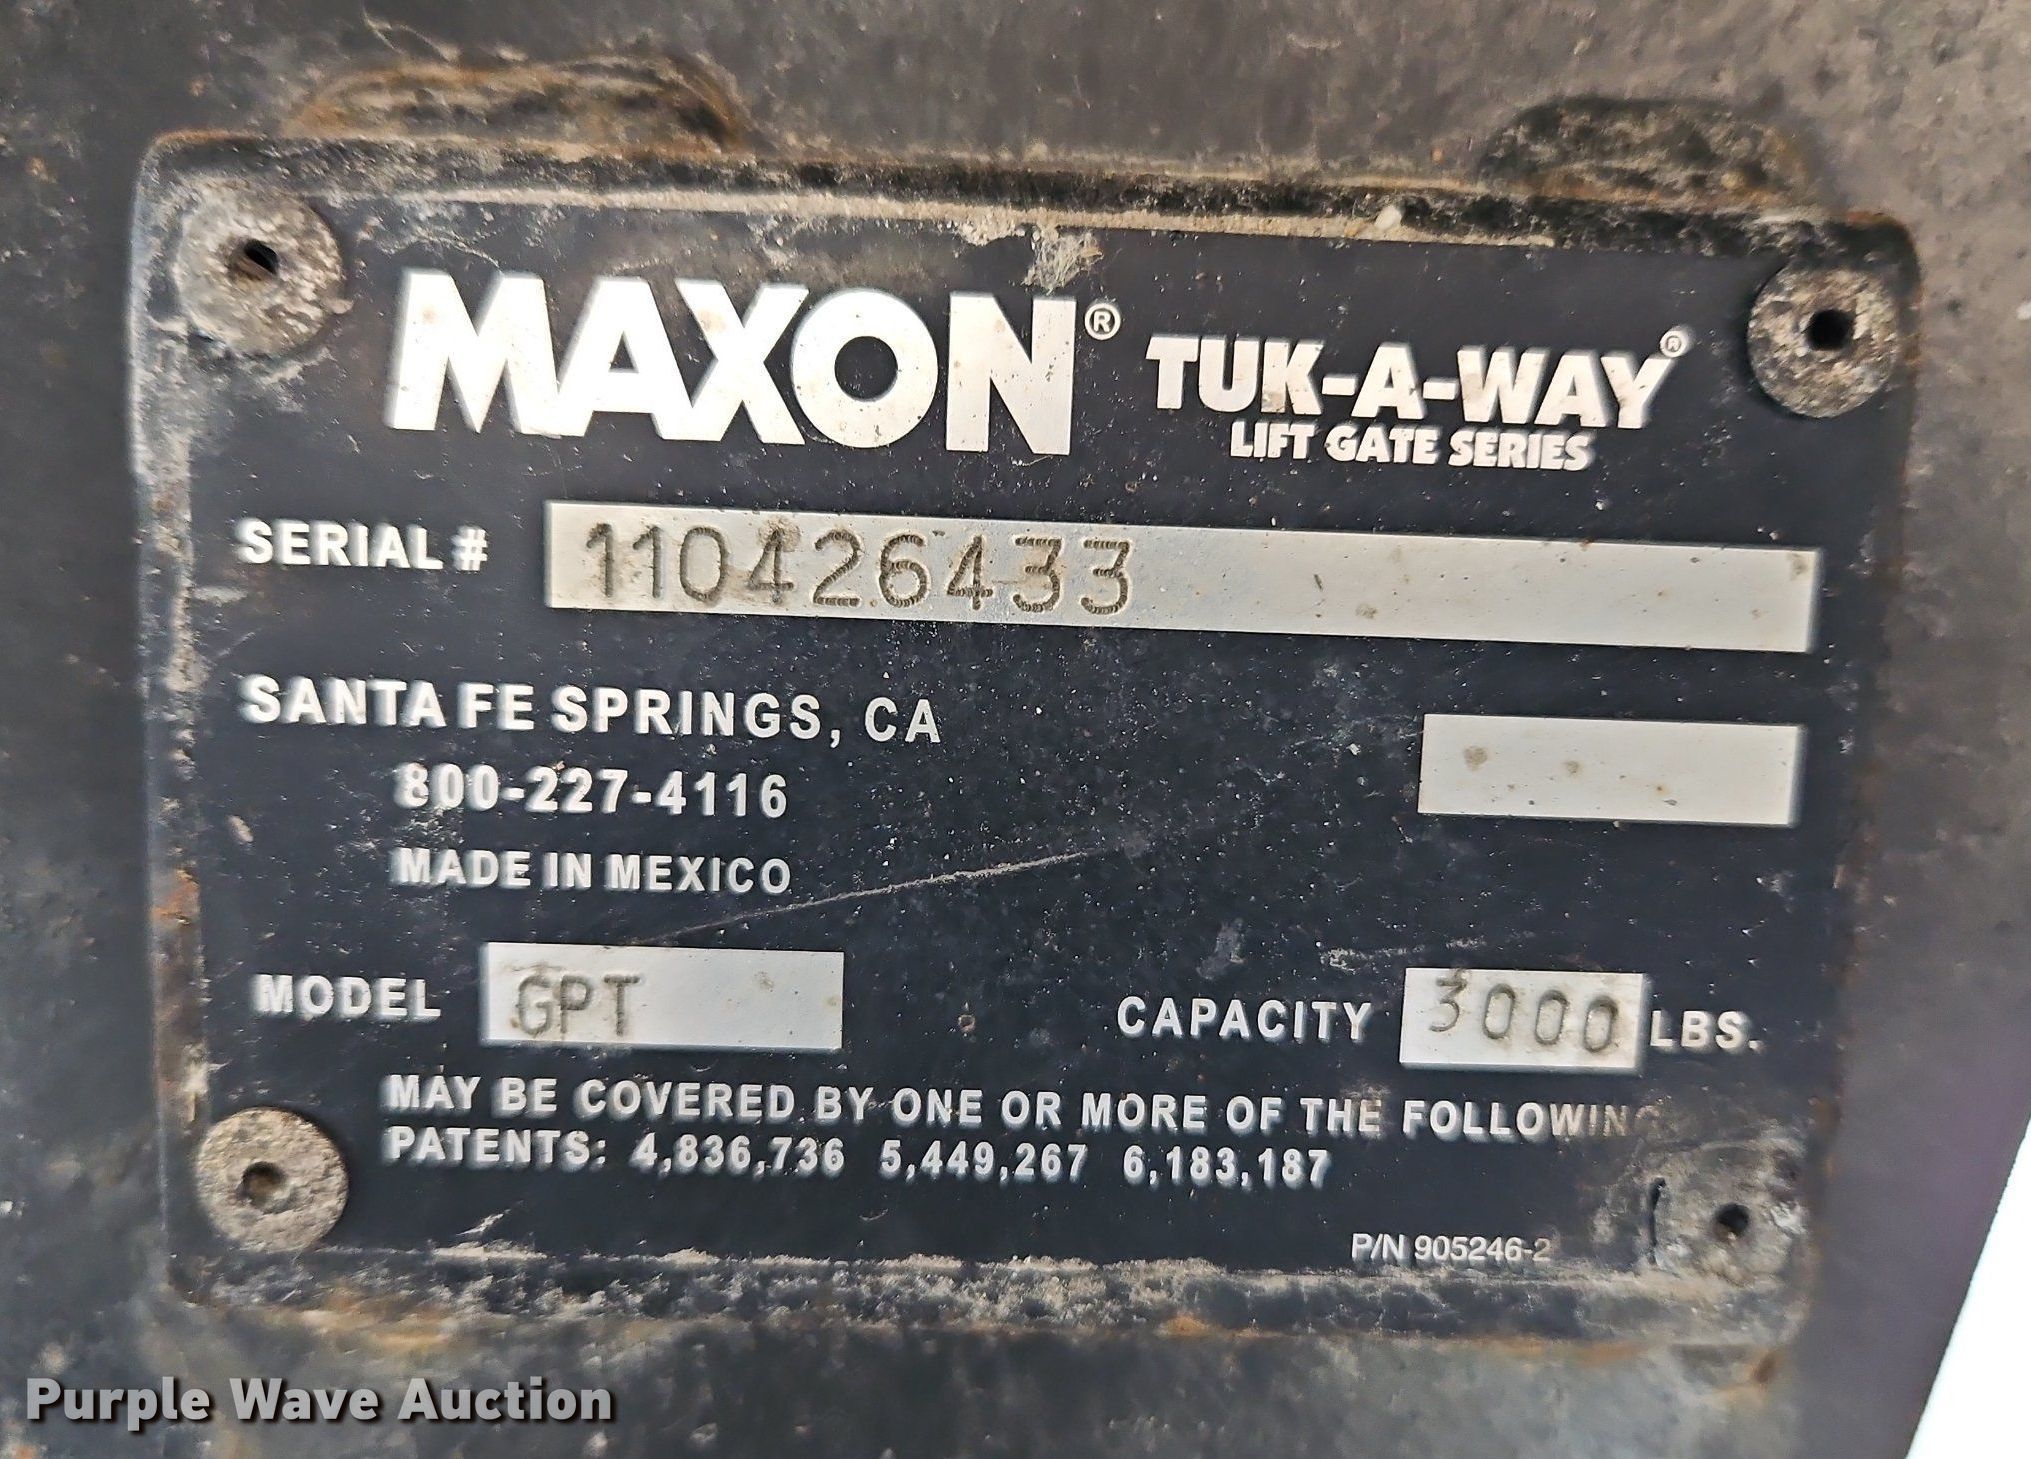 MAXON® TUK-A-WAY®
LIFT GATE SERIES
SERIAL # 110426433
SANTA FE SPRINGS, CA
800-227-4116
MADE IN MEXICO
MODEL GPT CAPACITY 3000 LBS.
MAY BE COVERED BY ONE OR MORE OF THE FOLLOWING
PATENTS: 4,836,736 5,449,267 6,183,187
P/N 905246-2
Purple Wave Auction